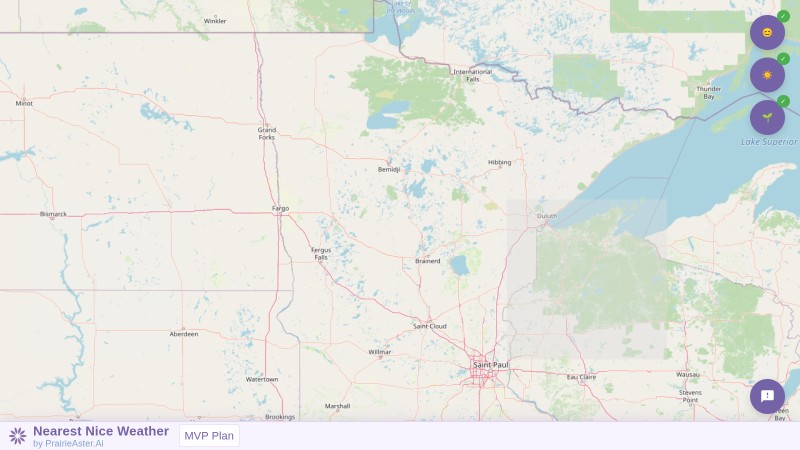 Winkler
International
Falls
Thunder
Bay
Minot
Grand
Forks
Lake Superior
Hibbing
Bemidji
Fargo
Bismarck
Duluth
Fergus
Falls
Brainerd
Saint Cloud
Aberdeen
Willmar
Saint Paul
Watertown
Eau Claire
Wausau
Stevens
Point
Marshall
Brookings
Bay
Nearest Nice Weather
by PrairieAster.Ai
MVP Plan